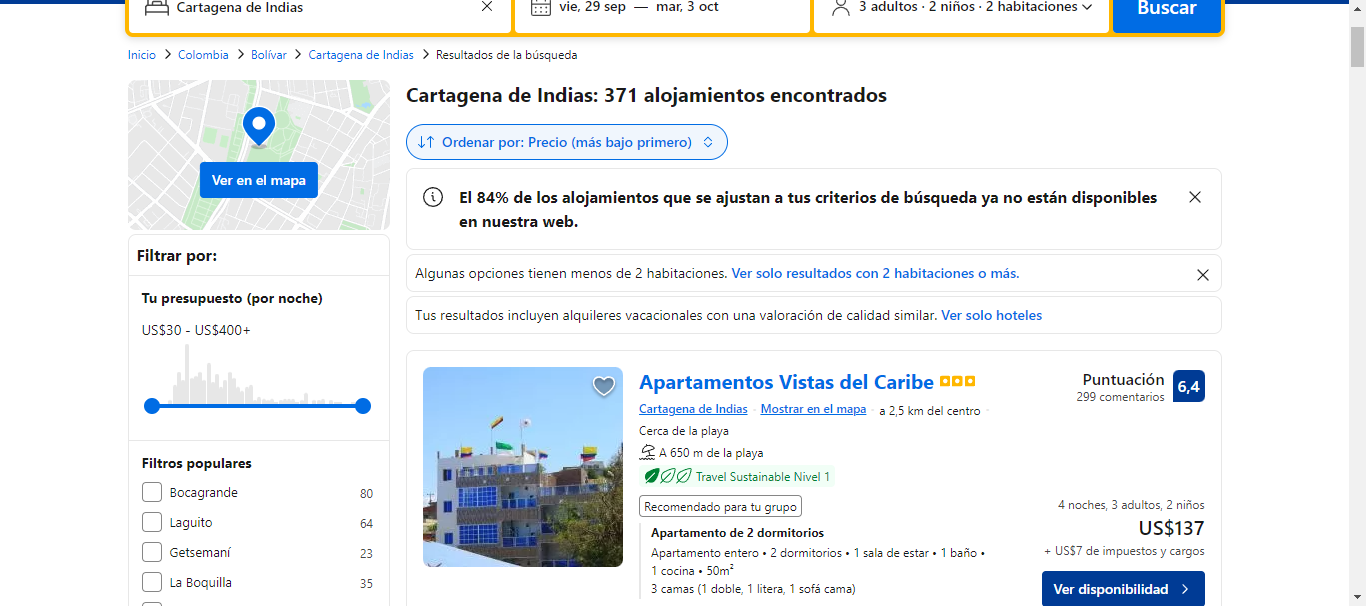 Cartagena de Indias
vie, 29 sep — mar, 3 oct
3 adultos · 2 niños · 2 habitaciones
Buscar
Inicio > Colombia > Bolívar > Cartagena de Indias > Resultados de la búsqueda
Ver en el mapa
Filtrar por:
Tu presupuesto (por noche)
US$30 - US$400+
Filtros populares
Bocagrande 80
Laguito 64
Getsemaní 23
La Boquilla 35
Cartagena de Indias: 371 alojamientos encontrados
Ordenar por: Precio (más bajo primero)
El 84% de los alojamientos que se ajustan a tus criterios de búsqueda ya no están disponibles
en nuestra web.
Algunas opciones tienen menos de 2 habitaciones. Ver solo resultados con 2 habitaciones o más.
Tus resultados incluyen alquileres vacacionales con una valoración de calidad similar. Ver solo hoteles
Apartamentos Vistas del Caribe
Cartagena de Indias · Mostrar en el mapa · a 2,5 km del centro ·
Cerca de la playa
A 650 m de la playa
Travel Sustainable Nivel 1
Recomendado para tu grupo
Apartamento de 2 dormitorios
Apartamento entero • 2 dormitorios • 1 sala de estar • 1 baño •
1 cocina • 50m²
3 camas (1 doble, 1 litera, 1 sofá cama)
Puntuación 6,4
299 comentarios
4 noches, 3 adultos, 2 niños
US$137
+ US$7 de impuestos y cargos
Ver disponibilidad